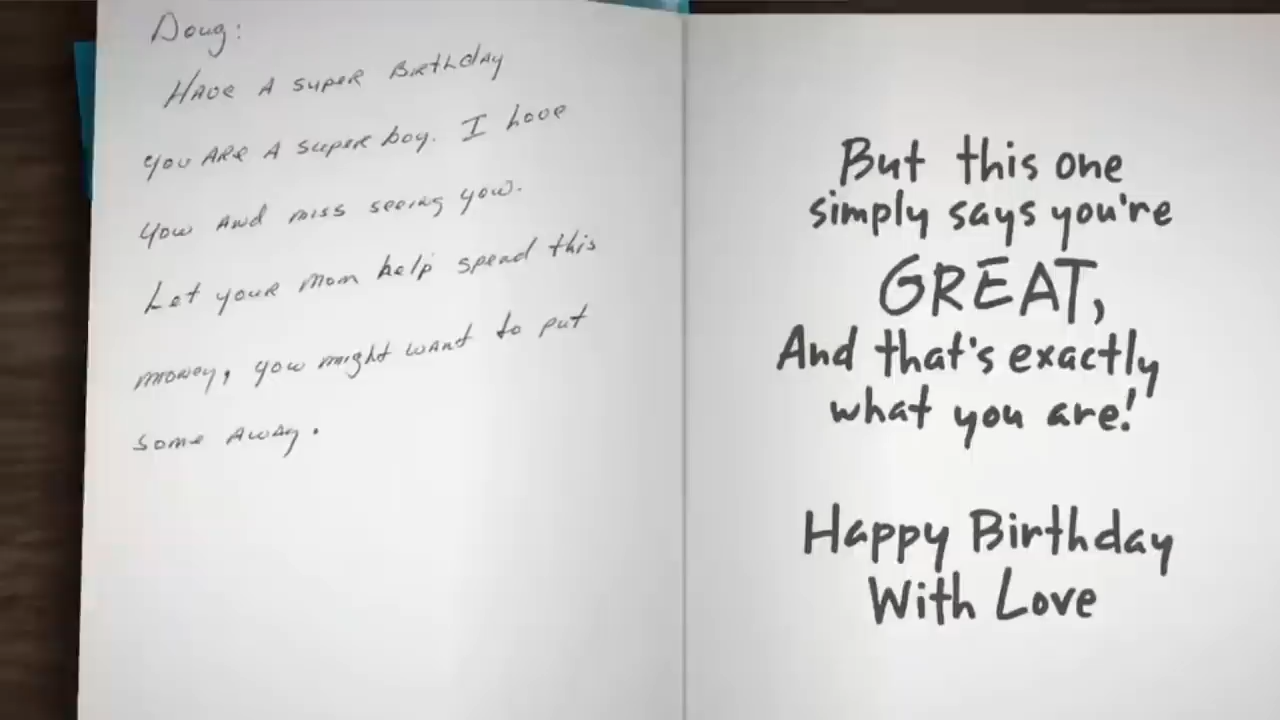 Doug:
Have A super Birthday
you ARE A super boy. I love
you and miss seeing you.
Let your mom help spend this
money, you might want to put
some away.
But this one
simply says you're
GREAT,
And that's exactly
what you are!
Happy Birthday
With Love